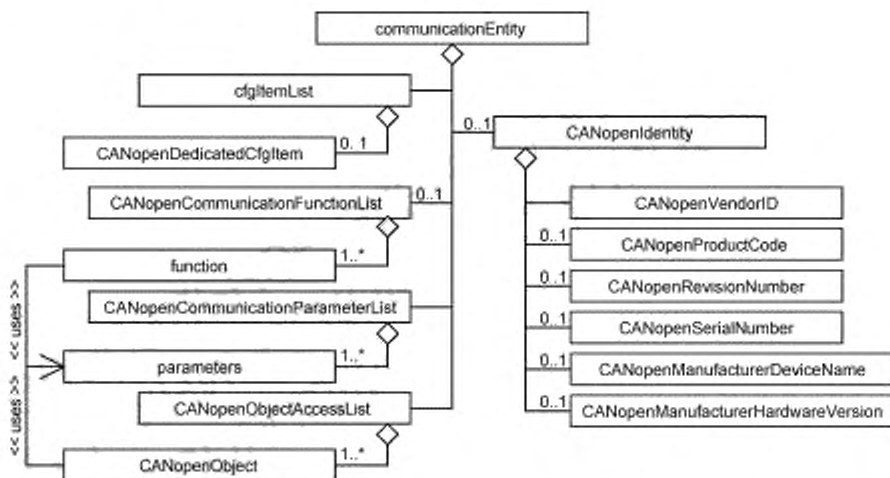 communicationEntity
cfgItemList
0..1
CANopenIdentity
0. 1
CANopenDedicatedCfgItem
0..1
CANopenCommunicationFunctionList
CANopenVendorID
0..1
CANopenProductCode
1..*
function
0..1
CANopenRevisionNumber
<< uses >>
CANopenCommunicationParameterList
0..1
CANopenSerialNumber
1..*
parameters
0..1
CANopenManufacturerDeviceName
<< uses >>
CANopenObjectAccessList
0..1
CANopenManufacturerHardwareVersion
1..*
CANopenObject